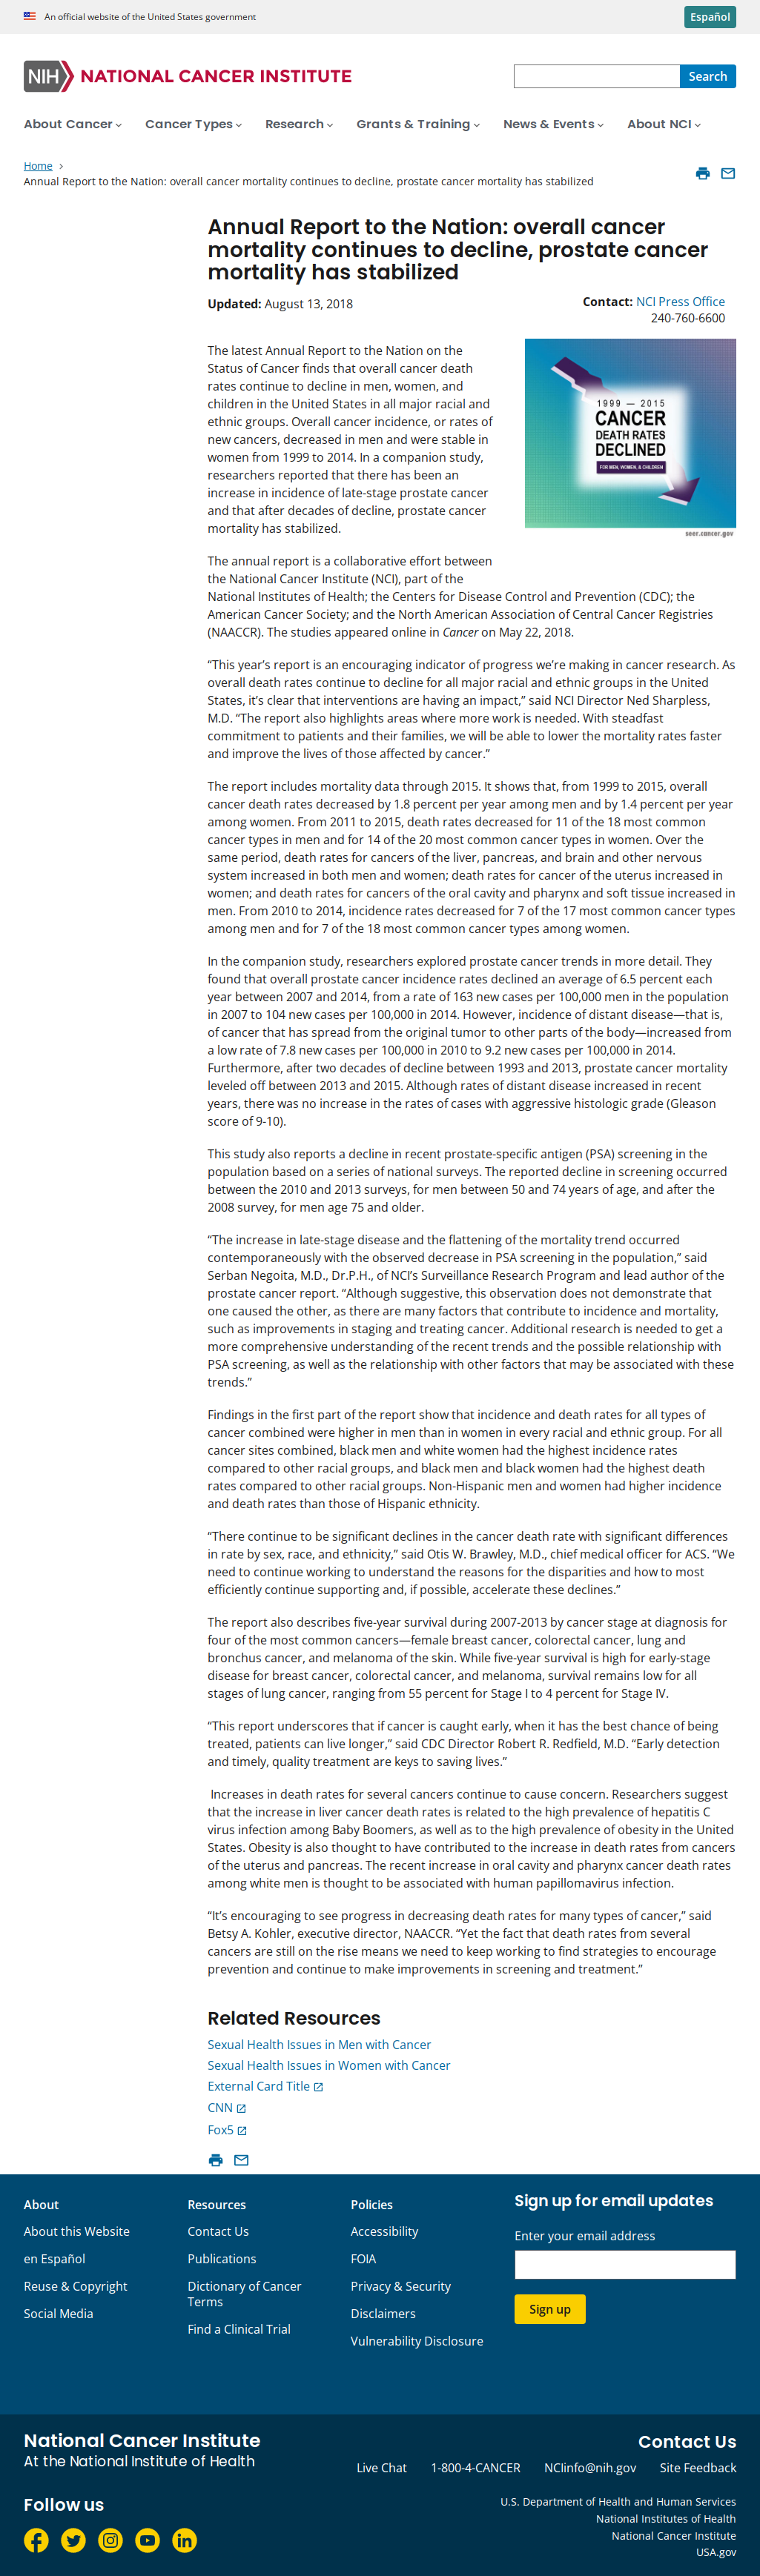 An official website of the United States government
Español
NIH NATIONAL CANCER INSTITUTE
Search
About Cancer
Cancer Types
Research
Grants & Training
News & Events
About NCI
Home
Annual Report to the Nation: overall cancer mortality continues to decline, prostate cancer mortality has stabilized
Annual Report to the Nation: overall cancer
mortality continues to decline, prostate cancer
mortality has stabilized
Updated: August 13, 2018
Contact: NCI Press Office
240-760-6600
The latest Annual Report to the Nation on the
Status of Cancer finds that overall cancer death
rates continue to decline in men, women, and
children in the United States in all major racial and
ethnic groups. Overall cancer incidence, or rates of
new cancers, decreased in men and were stable in
women from 1999 to 2014. In a companion study,
researchers reported that there has been an
increase in incidence of late-stage prostate cancer
and that after decades of decline, prostate cancer
mortality has stabilized.
1999 — 2015
CANCER
DEATH RATES
DECLINED
FOR MEN, WOMEN, & CHILDREN
seer.cancer.gov
The annual report is a collaborative effort between
the National Cancer Institute (NCI), part of the
National Institutes of Health; the Centers for Disease Control and Prevention (CDC); the
American Cancer Society; and the North American Association of Central Cancer Registries
(NAACCR). The studies appeared online in Cancer on May 22, 2018.
“This year’s report is an encouraging indicator of progress we’re making in cancer research. As
overall death rates continue to decline for all major racial and ethnic groups in the United
States, it’s clear that interventions are having an impact,” said NCI Director Ned Sharpless,
M.D. “The report also highlights areas where more work is needed. With steadfast
commitment to patients and their families, we will be able to lower the mortality rates faster
and improve the lives of those affected by cancer.”
The report includes mortality data through 2015. It shows that, from 1999 to 2015, overall
cancer death rates decreased by 1.8 percent per year among men and by 1.4 percent per year
among women. From 2011 to 2015, death rates decreased for 11 of the 18 most common
cancer types in men and for 14 of the 20 most common cancer types in women. Over the
same period, death rates for cancers of the liver, pancreas, and brain and other nervous
system increased in both men and women; death rates for cancer of the uterus increased in
women; and death rates for cancers of the oral cavity and pharynx and soft tissue increased in
men. From 2010 to 2014, incidence rates decreased for 7 of the 17 most common cancer types
among men and for 7 of the 18 most common cancer types among women.
In the companion study, researchers explored prostate cancer trends in more detail. They
found that overall prostate cancer incidence rates declined an average of 6.5 percent each
year between 2007 and 2014, from a rate of 163 new cases per 100,000 men in the population
in 2007 to 104 new cases per 100,000 in 2014. However, incidence of distant disease—that is,
of cancer that has spread from the original tumor to other parts of the body—increased from
a low rate of 7.8 new cases per 100,000 in 2010 to 9.2 new cases per 100,000 in 2014.
Furthermore, after two decades of decline between 1993 and 2013, prostate cancer mortality
leveled off between 2013 and 2015. Although rates of distant disease increased in recent
years, there was no increase in the rates of cases with aggressive histologic grade (Gleason
score of 9-10).
This study also reports a decline in recent prostate-specific antigen (PSA) screening in the
population based on a series of national surveys. The reported decline in screening occurred
between the 2010 and 2013 surveys, for men between 50 and 74 years of age, and after the
2008 survey, for men age 75 and older.
“The increase in late-stage disease and the flattening of the mortality trend occurred
contemporaneously with the observed decrease in PSA screening in the population,” said
Serban Negoita, M.D., Dr.P.H., of NCI’s Surveillance Research Program and lead author of the
prostate cancer report. “Although suggestive, this observation does not demonstrate that
one caused the other, as there are many factors that contribute to incidence and mortality,
such as improvements in staging and treating cancer. Additional research is needed to get a
more comprehensive understanding of the recent trends and the possible relationship with
PSA screening, as well as the relationship with other factors that may be associated with these
trends.”
Findings in the first part of the report show that incidence and death rates for all types of
cancer combined were higher in men than in women in every racial and ethnic group. For all
cancer sites combined, black men and white women had the highest incidence rates
compared to other racial groups, and black men and black women had the highest death
rates compared to other racial groups. Non-Hispanic men and women had higher incidence
and death rates than those of Hispanic ethnicity.
“There continue to be significant declines in the cancer death rate with significant differences
in rate by sex, race, and ethnicity,” said Otis W. Brawley, M.D., chief medical officer for ACS. “We
need to continue working to understand the reasons for the disparities and how to most
efficiently continue supporting and, if possible, accelerate these declines.”
The report also describes five-year survival during 2007-2013 by cancer stage at diagnosis for
four of the most common cancers—female breast cancer, colorectal cancer, lung and
bronchus cancer, and melanoma of the skin. While five-year survival is high for early-stage
disease for breast cancer, colorectal cancer, and melanoma, survival remains low for all
stages of lung cancer, ranging from 55 percent for Stage I to 4 percent for Stage IV.
“This report underscores that if cancer is caught early, when it has the best chance of being
treated, patients can live longer,” said CDC Director Robert R. Redfield, M.D. “Early detection
and timely, quality treatment are keys to saving lives.”
Increases in death rates for several cancers continue to cause concern. Researchers suggest
that the increase in liver cancer death rates is related to the high prevalence of hepatitis C
virus infection among Baby Boomers, as well as to the high prevalence of obesity in the United
States. Obesity is also thought to have contributed to the increase in death rates from cancers
of the uterus and pancreas. The recent increase in oral cavity and pharynx cancer death rates
among white men is thought to be associated with human papillomavirus infection.
“It’s encouraging to see progress in decreasing death rates for many types of cancer,” said
Betsy A. Kohler, executive director, NAACCR. “Yet the fact that death rates from several
cancers are still on the rise means we need to keep working to find strategies to encourage
prevention and continue to make improvements in screening and treatment.”
Related Resources
Sexual Health Issues in Men with Cancer
Sexual Health Issues in Women with Cancer
External Card Title
CNN
Fox5
About
About this Website
en Español
Reuse & Copyright
Social Media
Resources
Contact Us
Publications
Dictionary of Cancer
Terms
Find a Clinical Trial
Policies
Accessibility
FOIA
Privacy & Security
Disclaimers
Vulnerability Disclosure
Sign up for email updates
Enter your email address
Sign up
National Cancer Institute
At the National Institute of Health
Contact Us
Live Chat
1-800-4-CANCER
NCIinfo@nih.gov
Site Feedback
Follow us
U.S. Department of Health and Human Services
National Institutes of Health
National Cancer Institute
USA.gov